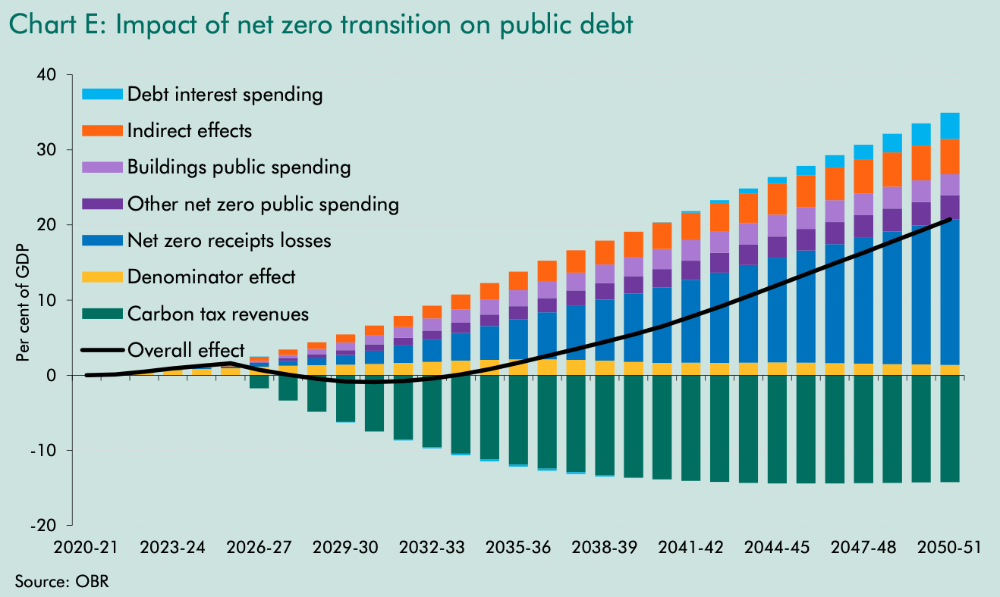 Chart E: Impact of net zero transition on public debt
40
30
20
10
0
-10
-20
Per cent of GDP
Debt interest spending
Indirect effects
Buildings public spending
Other net zero public spending
Net zero receipts losses
Denominator effect
Carbon tax revenues
Overall effect
2020-21 2023-24 2026-27 2029-30 2032-33 2035-36 2038-39 2041-42 2044-45 2047-48 2050-51
Source: OBR